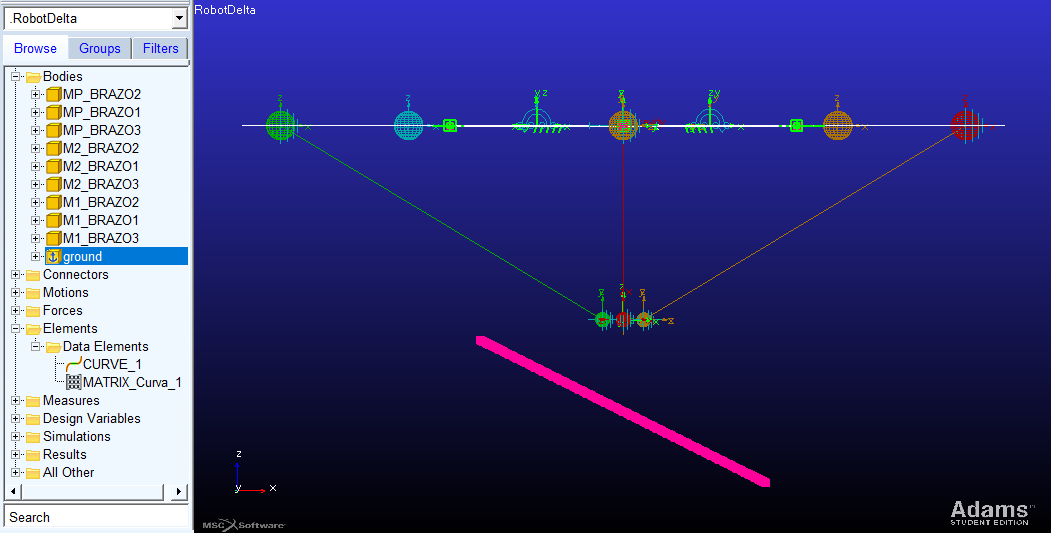 .RobotDelta
Browse Groups Filters
Bodies
MP_BRAZO2
MP_BRAZO1
MP_BRAZO3
M2_BRAZO2
M2_BRAZO1
M2_BRAZO3
M1_BRAZO2
M1_BRAZO1
M1_BRAZO3
ground
Connectors
Motions
Forces
Elements
Data Elements
CURVE_1
MATRIX_Curva_1
Measures
Design Variables
Simulations
Results
All Other
Search
RobotDelta
z
x
y
MSC Software
Adams
STUDENT EDITION